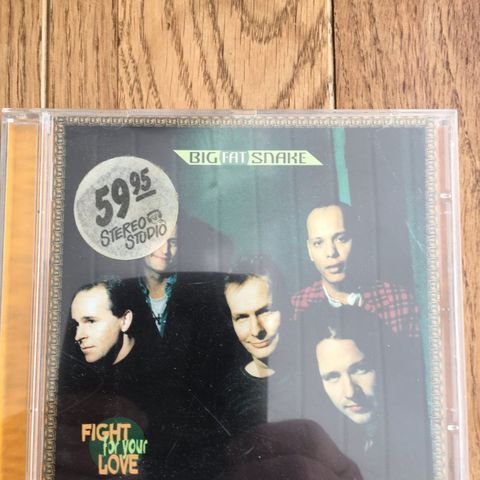 BIG FAT SNAKE
59.95
STEREO
STUDIO
FIGHT
for your
LOVE